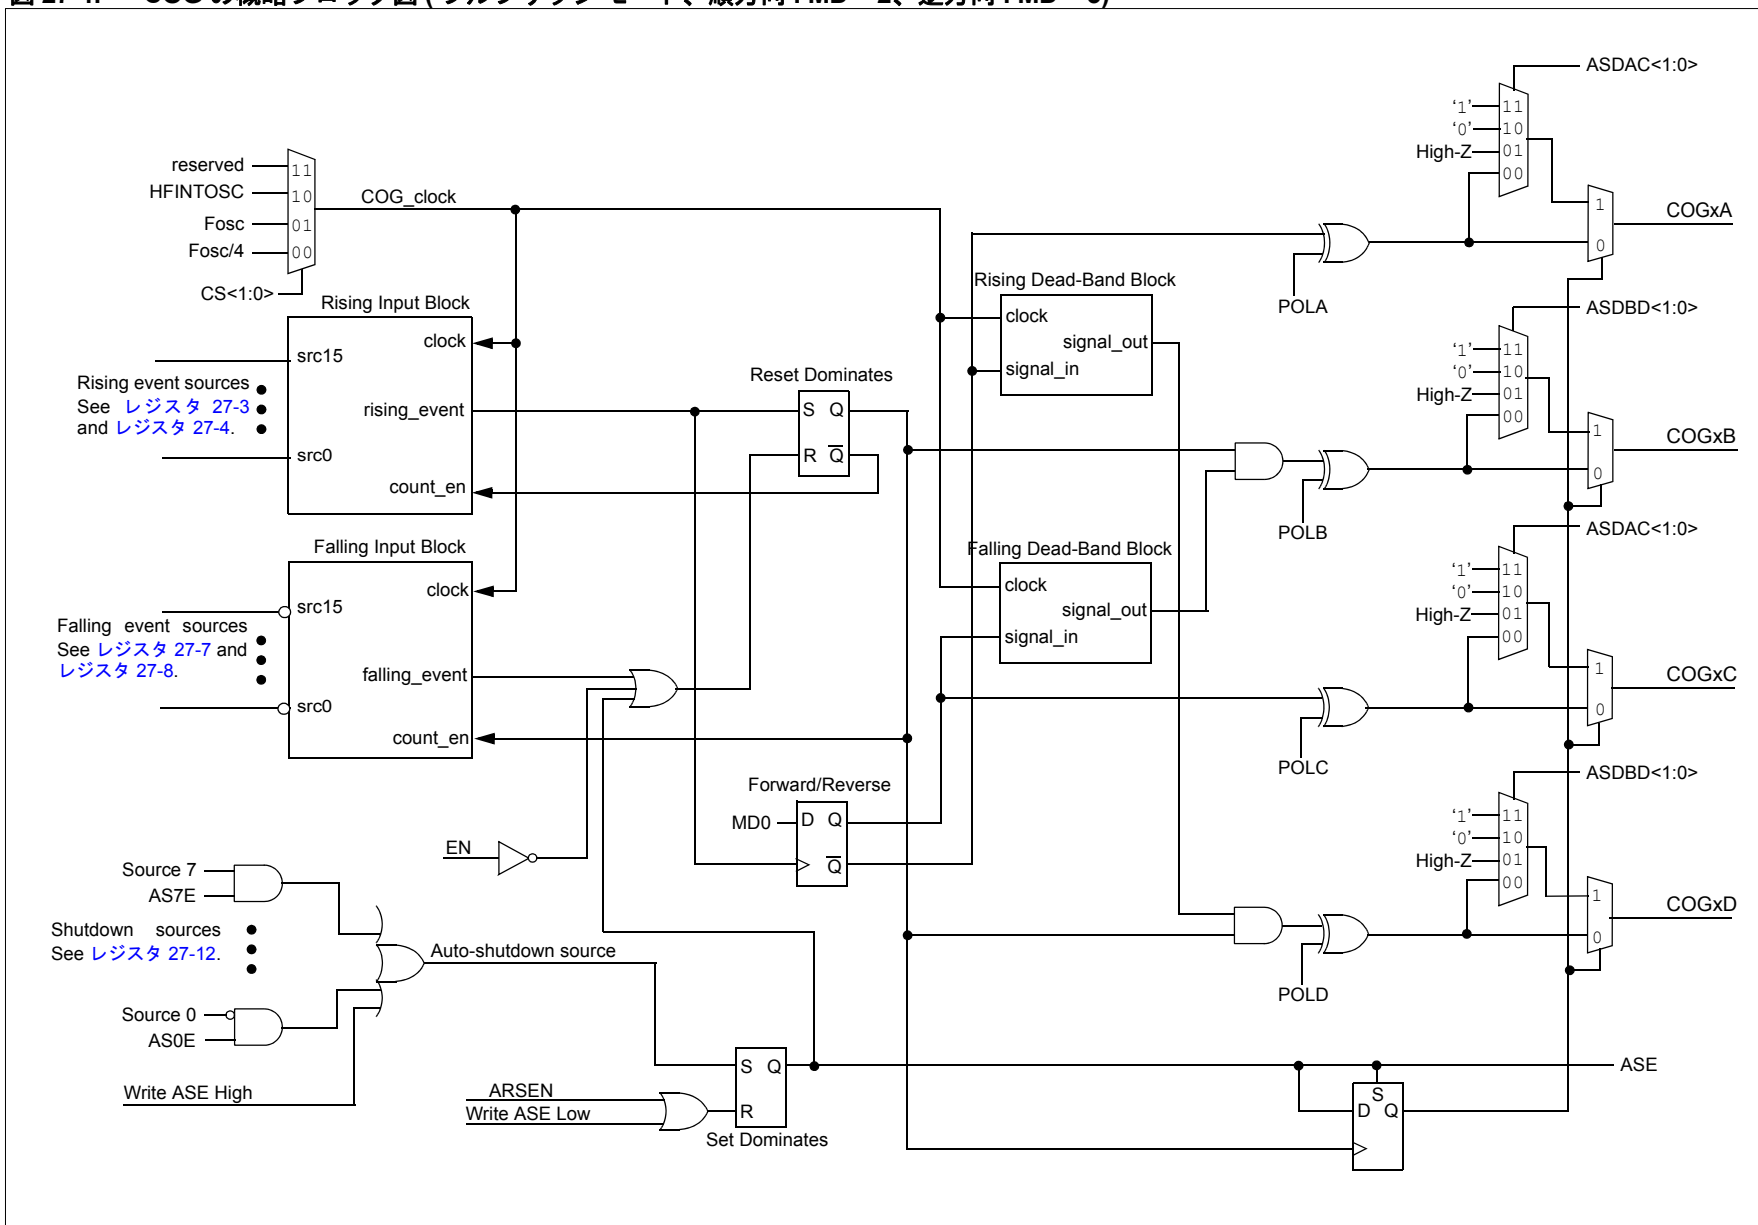 reserved
HFINTOSC
Fosc
Fosc/4
11
10
01
00
CS<1:0>
COG_clock
Rising Input Block
clock
src15
rising_event
src0
count_en
Rising event sources
See レジスタ 27-3
and レジスタ 27-4.
Falling Input Block
clock
src15
falling_event
src0
count_en
Falling event sources
See レジスタ 27-7 and
レジスタ 27-8.
Reset Dominates
S Q
R Q
Forward/Reverse
MD0
D Q
Q
EN
Rising Dead-Band Block
clock
signal_out
signal_in
Falling Dead-Band Block
clock
signal_out
signal_in
ASDAC<1:0>
'1' 11
'0' 10
High-Z 01
00
1
0
COGxA
POLA
ASDBD<1:0>
'1' 11
'0' 10
High-Z 01
00
1
0
COGxB
POLB
ASDAC<1:0>
'1' 11
'0' 10
High-Z 01
00
1
0
COGxC
POLC
ASDBD<1:0>
'1' 11
'0' 10
High-Z 01
00
1
0
COGxD
POLD
Source 7
AS7E
Shutdown sources
See レジスタ 27-12.
Source 0
AS0E
Write ASE High
Auto-shutdown source
ARSEN
Write ASE Low
S Q
R
Set Dominates
S
D Q
ASE